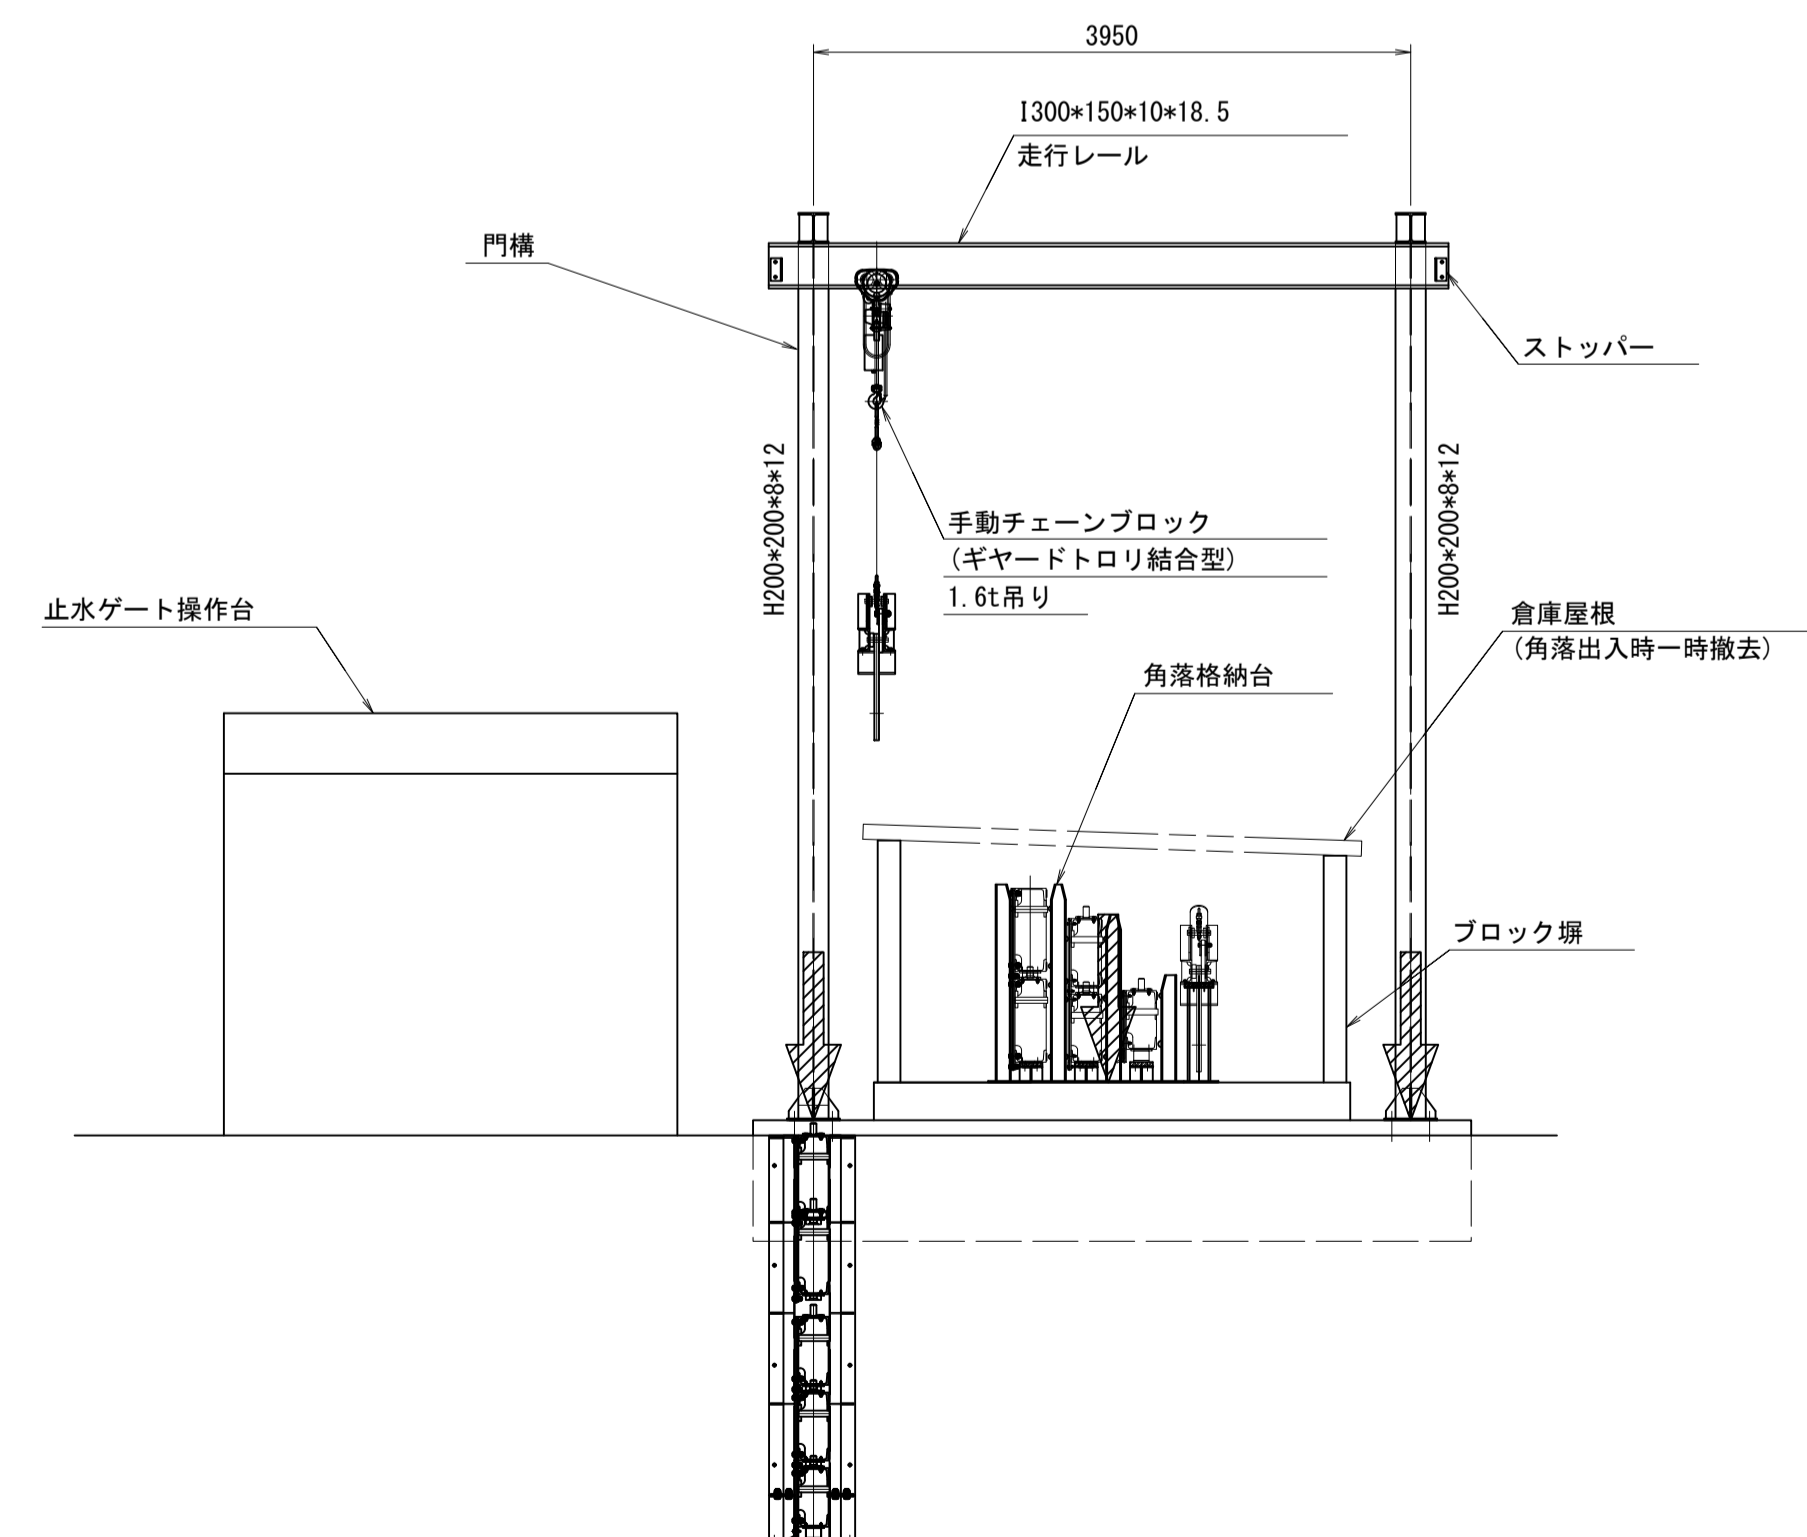 3950
I300*150*10*18.5
走行レール
門構
ストッパー
H200*200*8*12
H200*200*8*12
手動チェーンブロック
(ギヤードトロリ結合型)
1.6t吊り
止水ゲート操作台
倉庫屋根
(角落出入時一時撤去)
角落格納台
ブロック塀